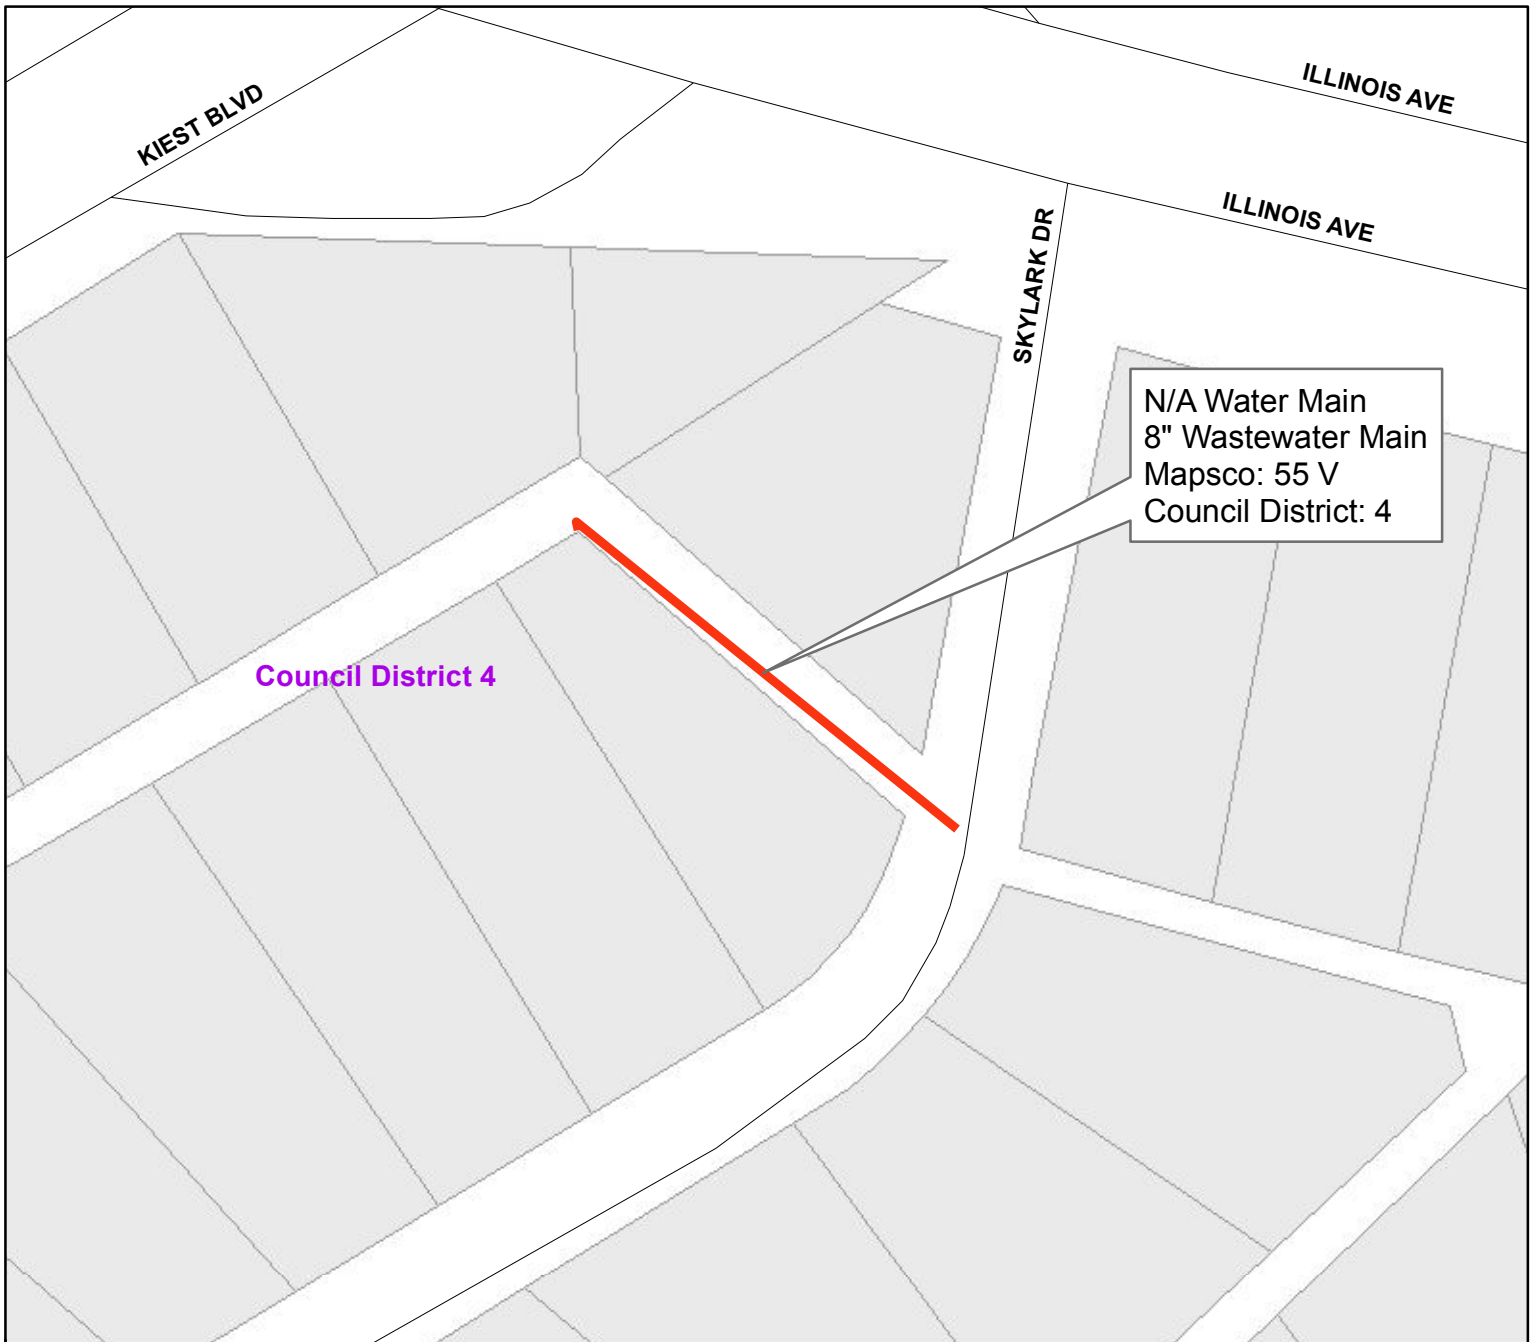 ILLINOIS AVE
KIEST BLVD
ILLINOIS AVE
SKYLARK DR
N/A Water Main
8" Wastewater Main
Mapsco: 55 V
Council District: 4
Council District 4